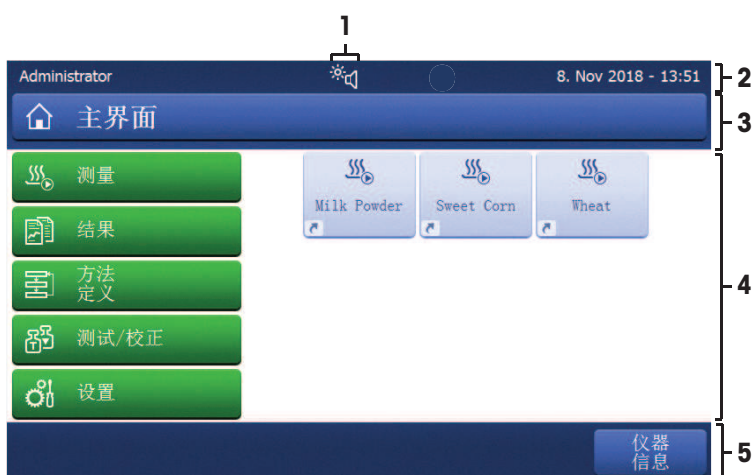 1
Administrator
8. Nov 2018 - 13:51
2
主界面
3
测量
结果
方法
定义
测试/校正
设置
Milk Powder
Sweet Corn
Wheat
4
仪器
信息
5